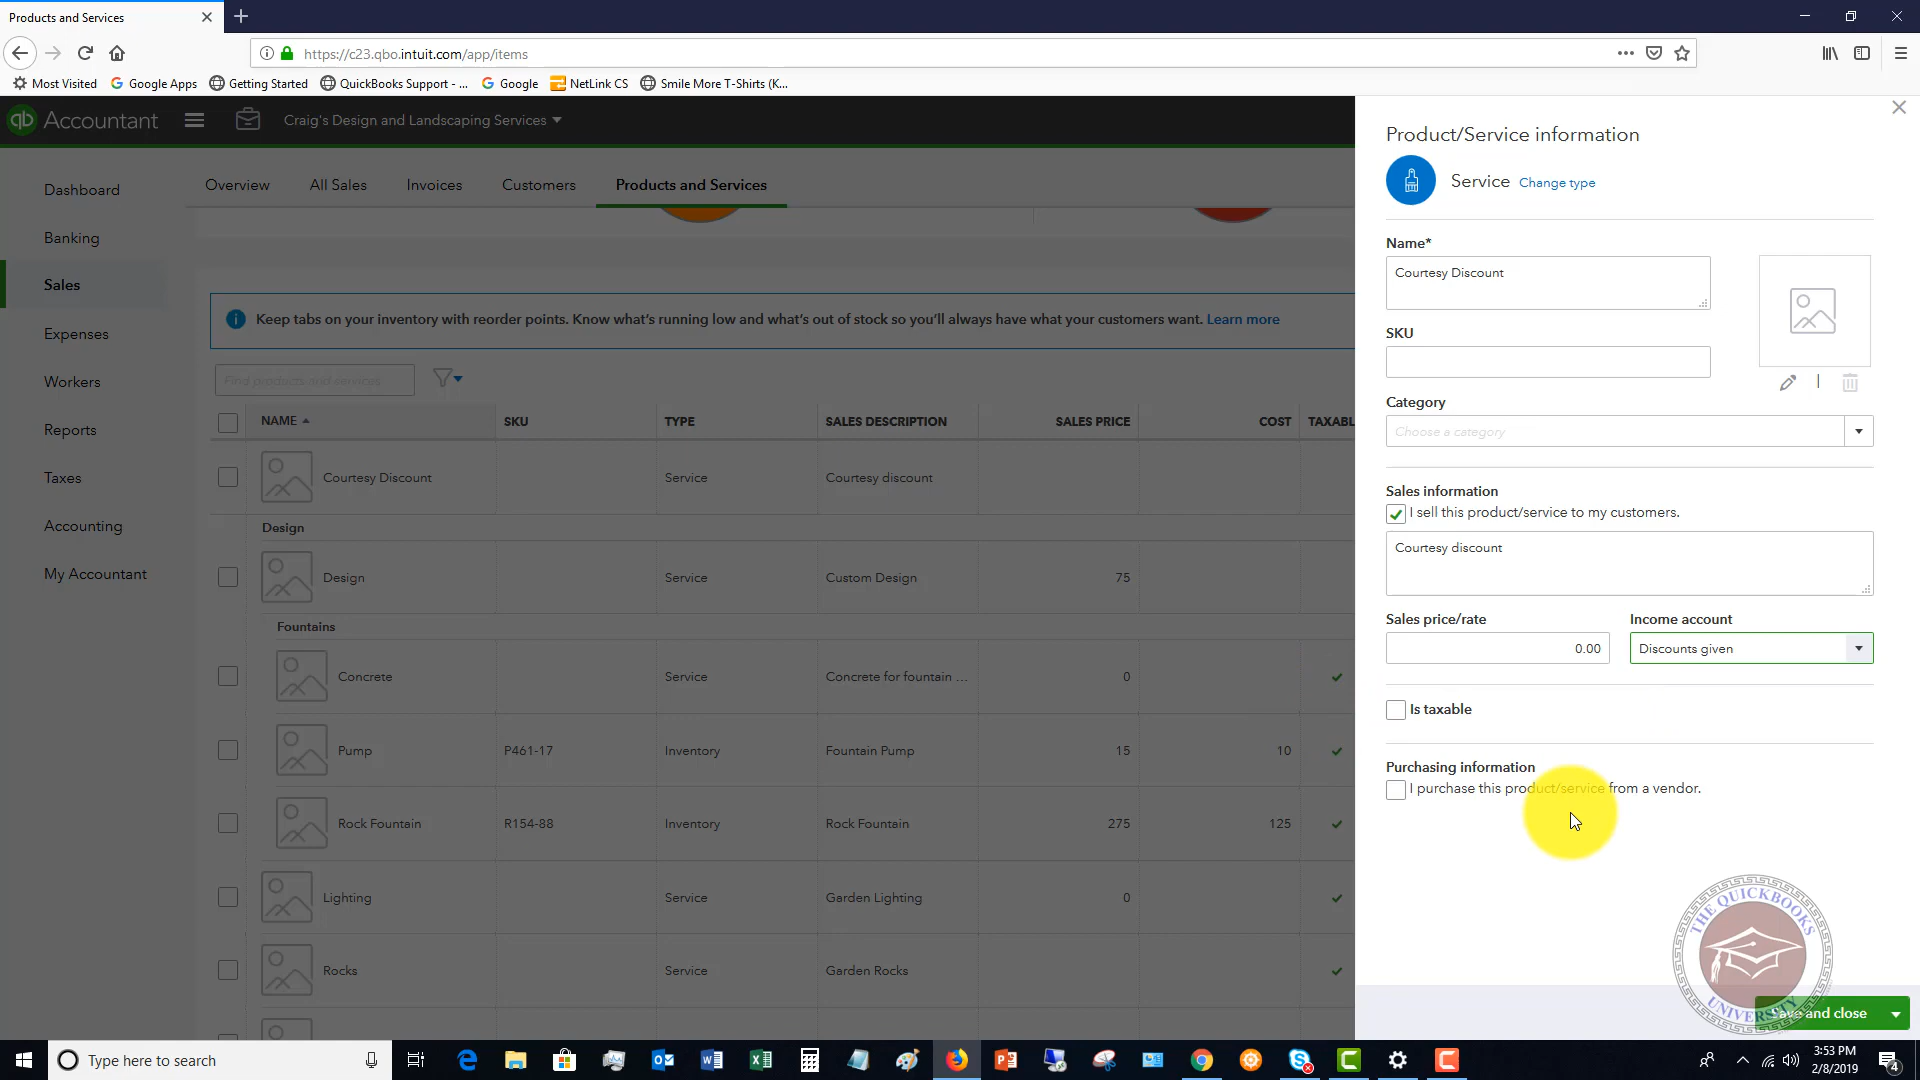 Products and Services
https://c23.qbo.intuit.com/app/items
Most Visited Google Apps Getting Started QuickBooks Support - ... Google NetLink CS Smile More T-Shirts (K...
qb Accountant Craig's Design and Landscaping Services
Dashboard
Banking
Sales
Expenses
Workers
Reports
Taxes
Accounting
My Accountant
Overview All Sales Invoices Customers Products and Services
Keep tabs on your inventory with reorder points. Know what's running low and what's out of stock so you'll always have what your customers want. Learn more
Find products and services
NAME SKU TYPE SALES DESCRIPTION SALES PRICE COST TAXABL
Courtesy Discount Service Courtesy discount
Design
Design Service Custom Design 75
Fountains
Concrete Service Concrete for fountain ... 0
Pump P461-17 Inventory Fountain Pump 15 10
Rock Fountain R154-88 Inventory Rock Fountain 275 125
Lighting Service Garden Lighting 0
Rocks Service Garden Rocks
Product/Service information
Service Change type
Name*
Courtesy Discount
SKU
Category
Choose a category
Sales information
I sell this product/service to my customers.
Courtesy discount
Sales price/rate Income account
0.00 Discounts given
Is taxable
Purchasing information
I purchase this product/service from a vendor.
THE QUICKBOOKS
UNIVERSITY
Save and close
Type here to search
3:53 PM
2/8/2019
4